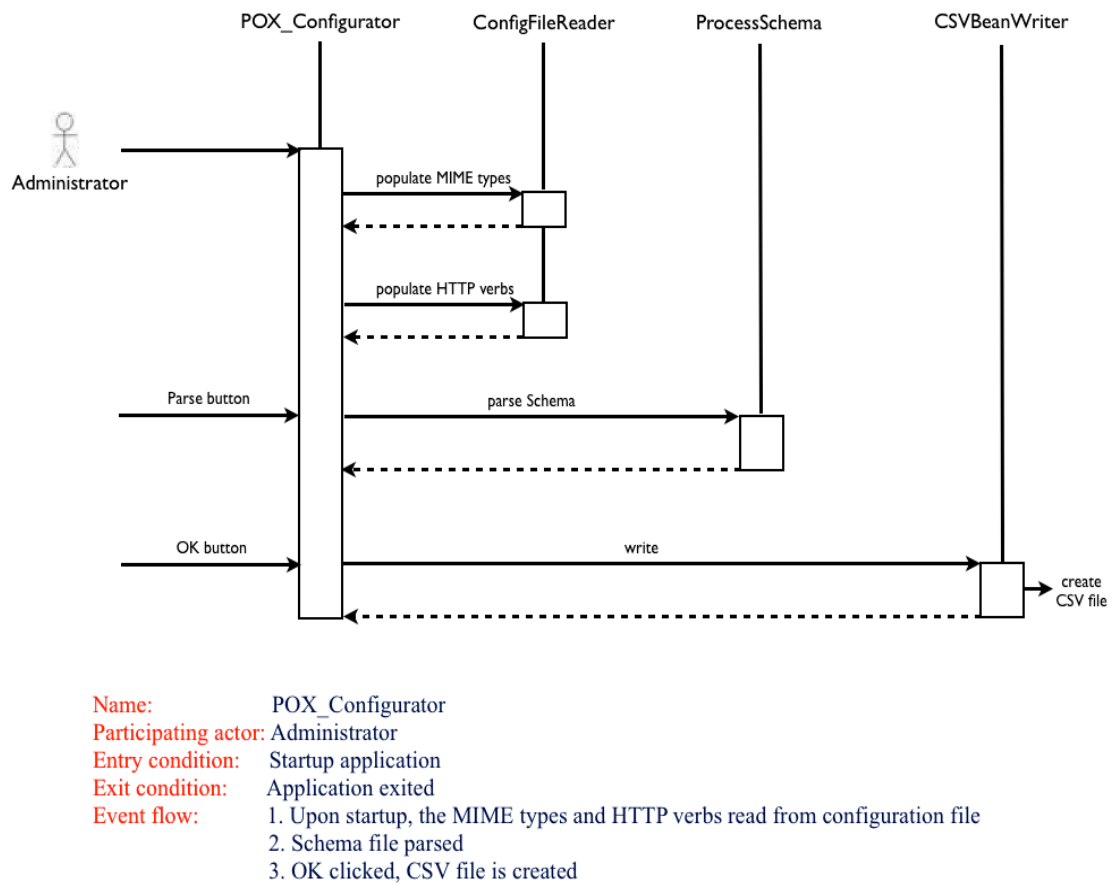 POX_Configurator ConfigFileReader ProcessSchema CSVBeanWriter
Administrator
populate MIME types
populate HTTP verbs
Parse button
parse Schema
OK button
write
create
CSV file
Name: POX_Configurator
Participating actor: Administrator
Entry condition: Startup application
Exit condition: Application exited
Event flow: 1. Upon startup, the MIME types and HTTP verbs read from configuration file
2. Schema file parsed
3. OK clicked, CSV file is created